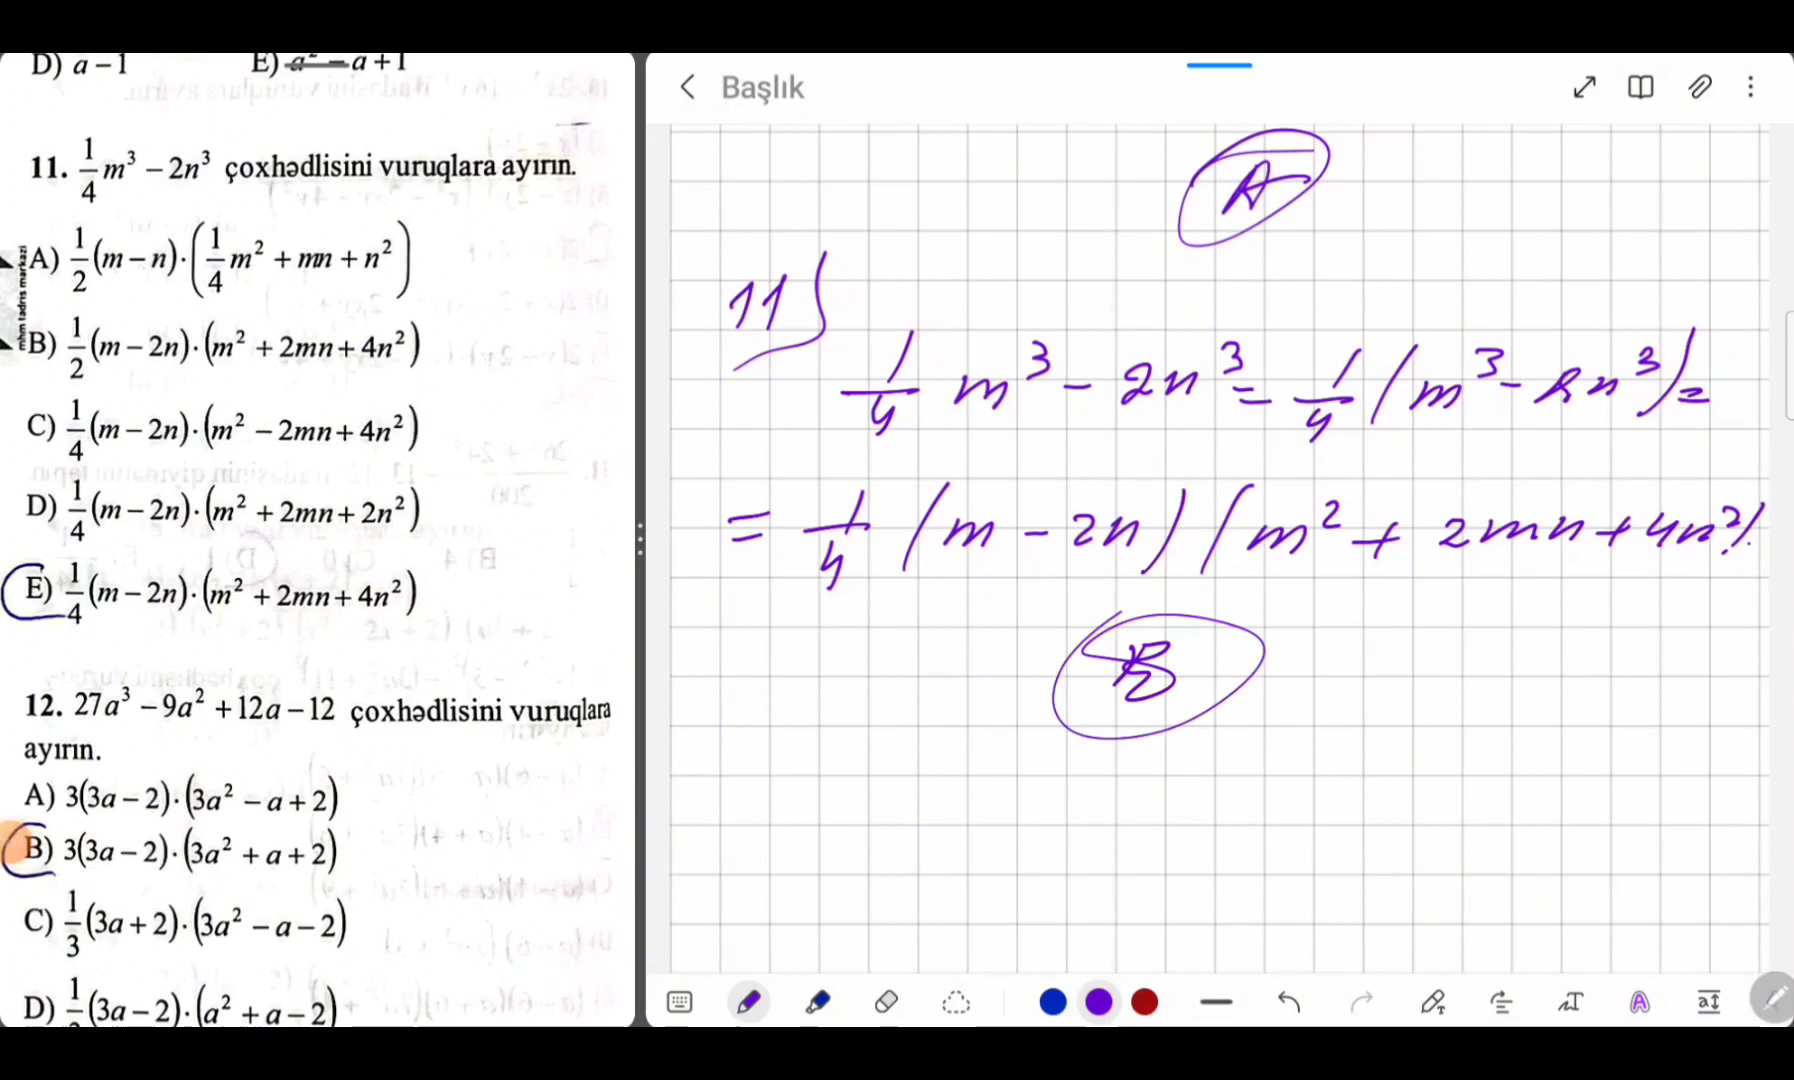 D) a – 1 E) a² – a + 1
11. 1/4 m³ – 2n³ çoxhədlisini vuruqlara ayırın.
A) 1/2 (m – n)·(1/4 m² + mn + n²)
B) 1/2 (m – 2n)·(m² + 2mn + 4n²)
C) 1/4 (m – 2n)·(m² – 2mn + 4n²)
D) 1/4 (m – 2n)·(m² + 2mn + 2n²)
E) 1/4 (m – 2n)·(m² + 2mn + 4n²)
12. 27a³ – 9a² + 12a – 12 çoxhədlisini vuruqlara
ayırın.
A) 3(3a – 2)·(3a² – a + 2)
B) 3(3a – 2)·(3a² + a + 2)
C) 1/3 (3a + 2)·(3a² – a – 2)
mhm tədris mərkəzi
Başlık
A
11)
1/4 m³ – 2n³ = 1/4 (m³ – 8n³) =
= 1/4 (m – 2n) (m² + 2mn + 4n²).